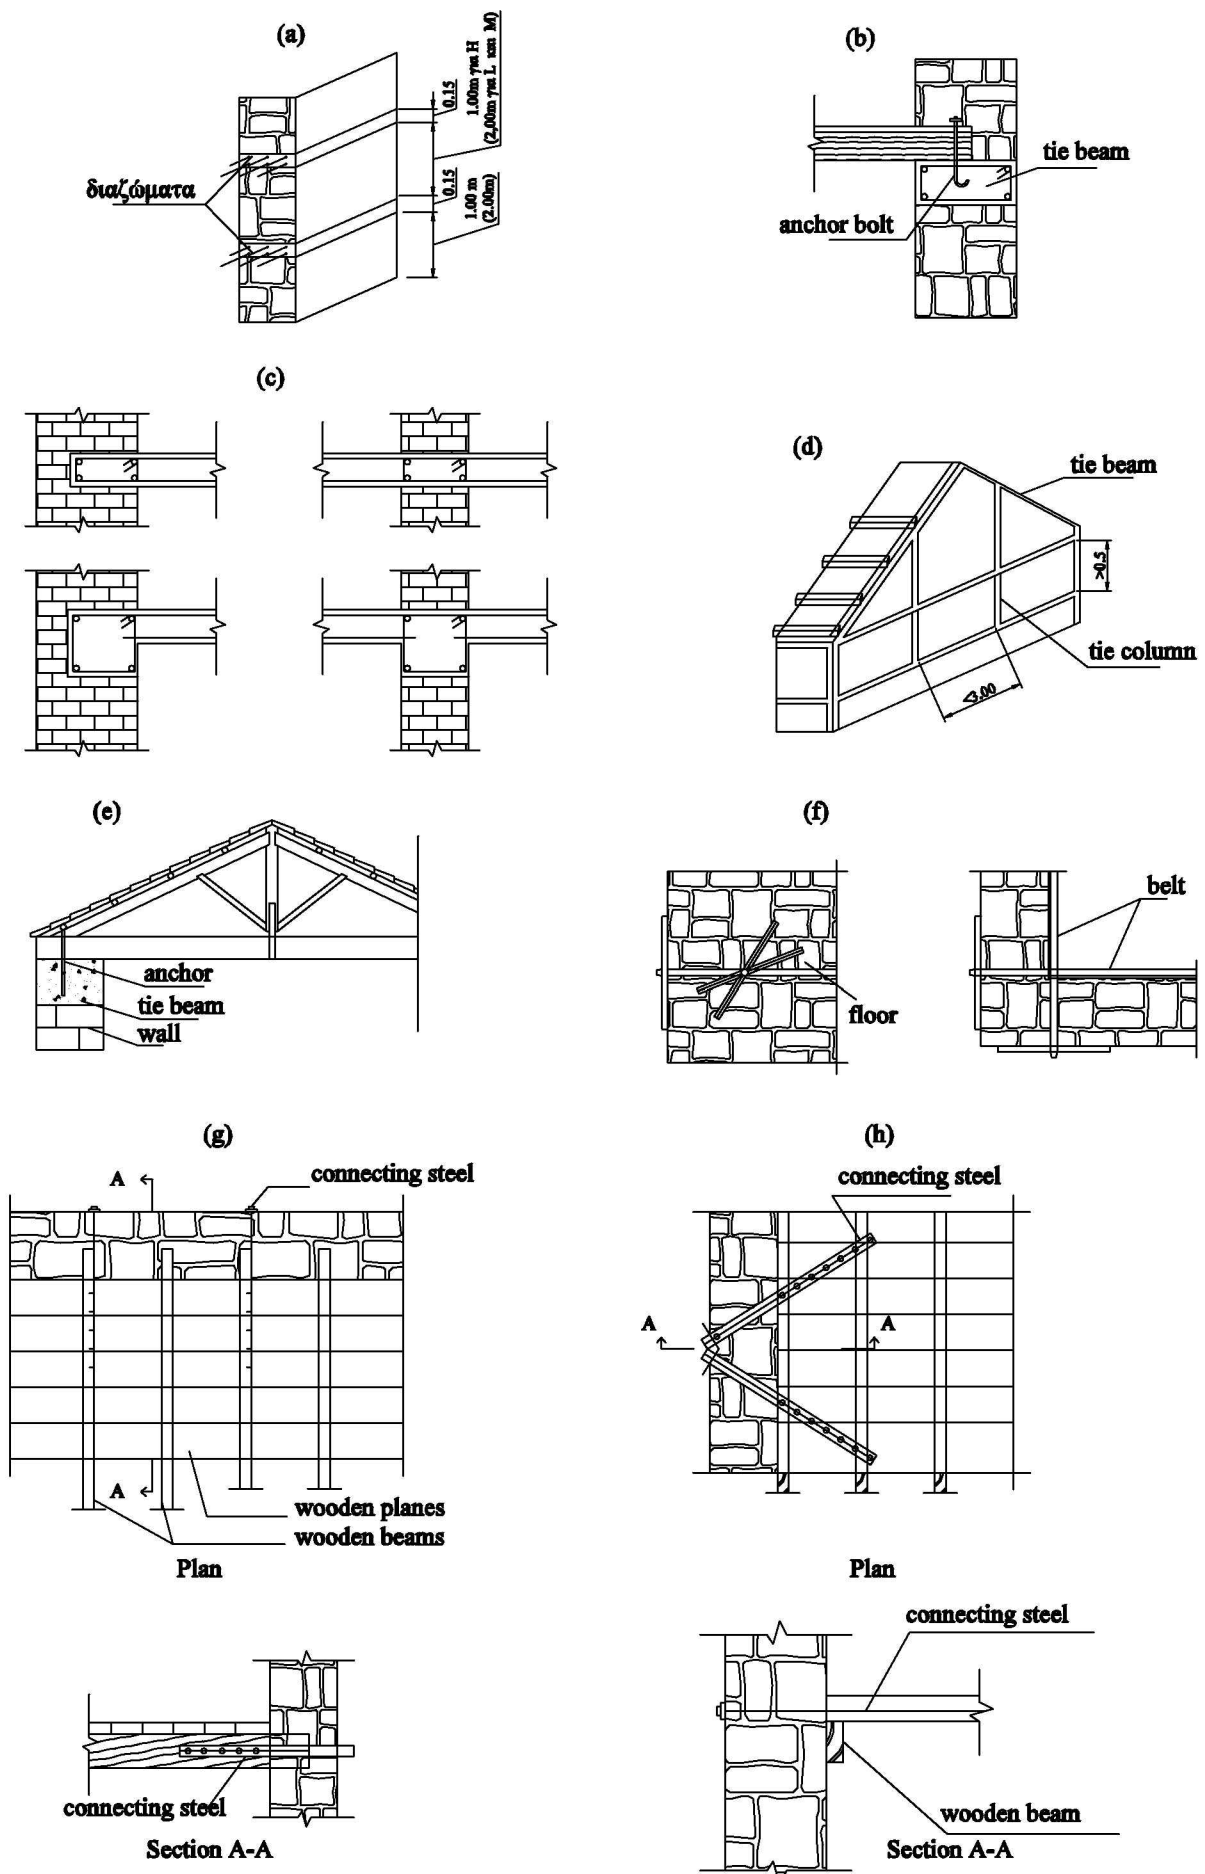 (a)
0.15
1.00m για H
(2,00m για L και M)
0.15
1.00 m
(2.00m)
διαζώματα
(b)
tie beam
anchor bolt
(c)
(d)
tie beam
>0.5
tie column
<3.00
(e)
anchor
tie beam
wall
(f)
floor
belt
(g)
connecting steel
A
A
wooden planes
wooden beams
Plan
connecting steel
Section A-A
(h)
connecting steel
A
A
Plan
connecting steel
wooden beam
Section A-A